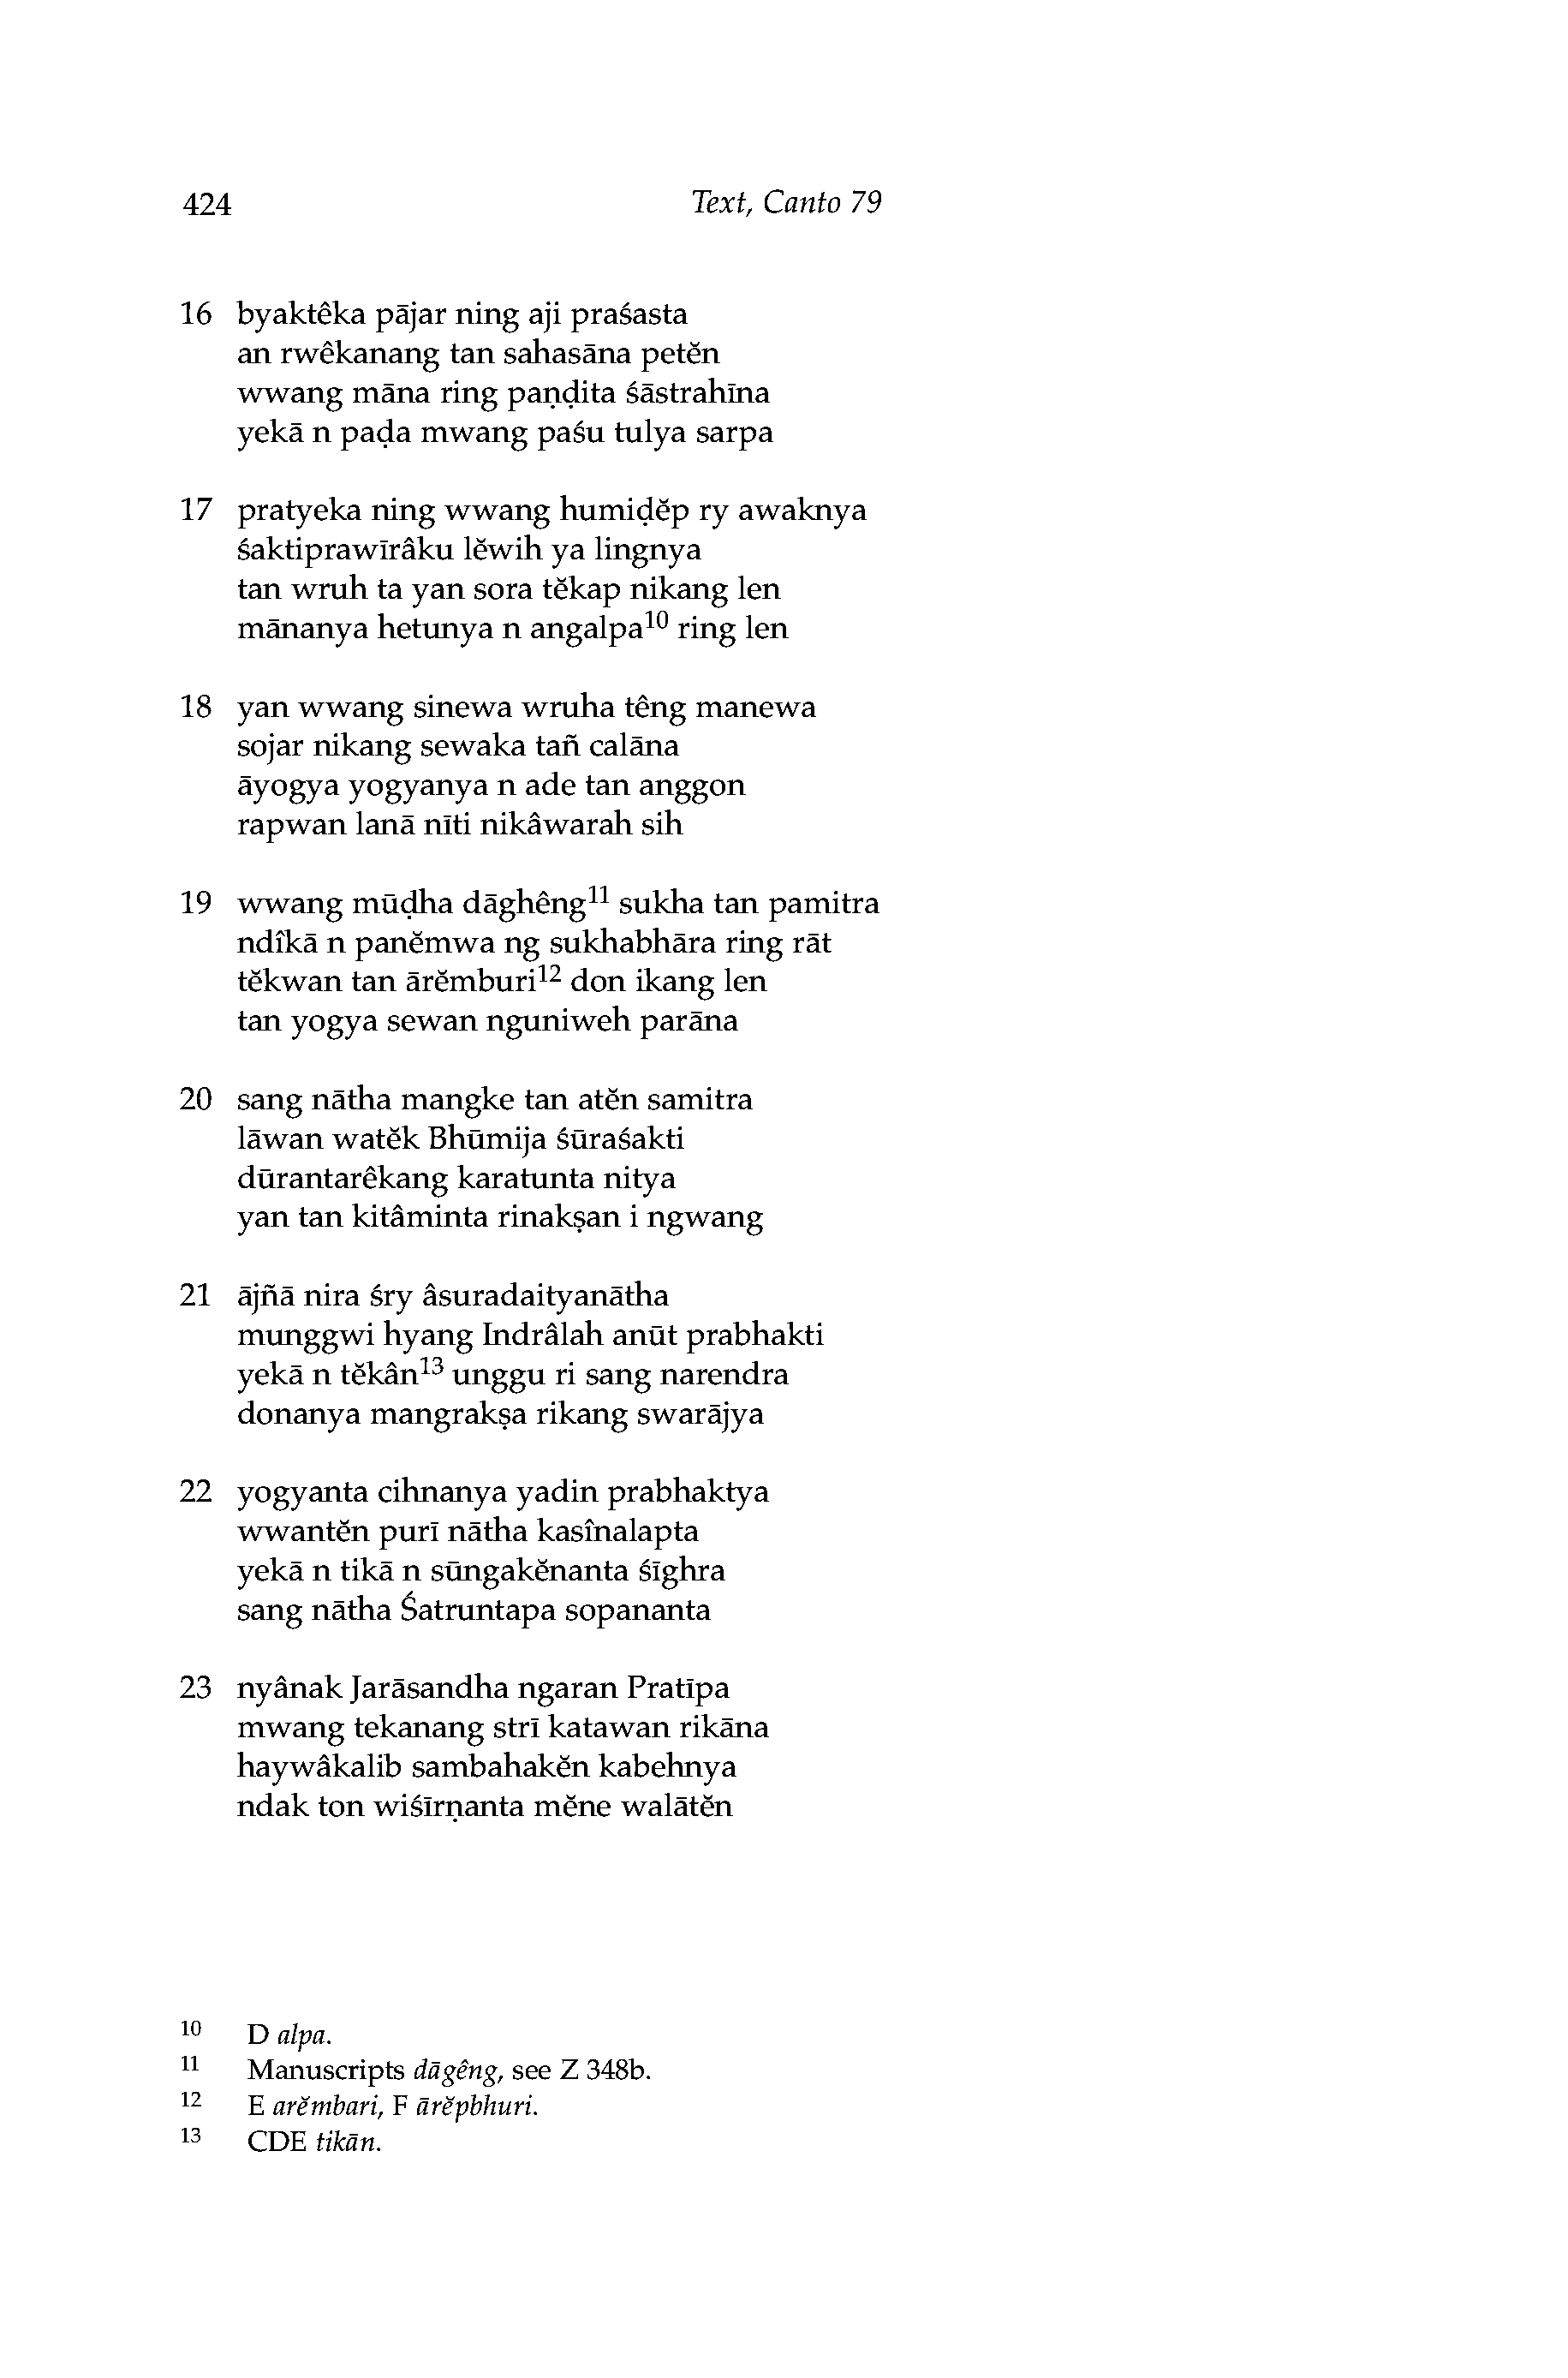 424 Text, Canto 79
16 byaktêka pājar ning aji praśasta
an rwêkanang tan sahasāna petĕn
wwang māna ring paṇḍita śāstrahīna
yekā n paḍa mwang paśu tulya sarpa
17 pratyeka ning wwang humiḍĕp ry awaknya
śaktiprawīrâku lĕwih ya lingnya
tan wruh ta yan sora tĕkap nikang len
mānanya hetunya n angalpa10 ring len
18 yan wwang sinewa wruha têng manewa
sojar nikang sewaka tañ calāna
āyogya yogyanya n ade tan anggon
rapwan lanā nīti nikâwarah sih
19 wwang mūḍha dāghêng11 sukha tan pamitra
ndîkā n panĕmwa ng sukhabhāra ring rāt
tĕkwan tan ārĕmburi12 don ikang len
tan yogya sewan nguniweh parāna
20 sang nātha mangke tan atĕn samitra
lāwan watĕk Bhūmija śūraśakti
dūrantarêkang karatunta nitya
yan tan kitâminta rinakṣan i ngwang
21 ājñā nira śry âsuradaityanātha
munggwi hyang Indrâlah anūt prabhakti
yekā n tĕkân13 unggu ri sang narendra
donanya mangrakṣa rikang swarājya
22 yogyanta cihnanya yadin prabhaktya
wwantĕn purī nātha kasînalapta
yekā n tikā n sūngakĕnanta śīghra
sang nātha Śatruntapa sopananta
23 nyânak Jarāsandha ngaran Pratīpa
mwang tekanang strī katawan rikāna
haywâkalib sambahakĕn kabehnya
ndak ton wiśīrṇanta mĕne walātĕn
10 D alpa.
11 Manuscripts dāgêng, see Z 348b.
12 E arĕmbari, F ārĕpbhuri.
13 CDE tikān.